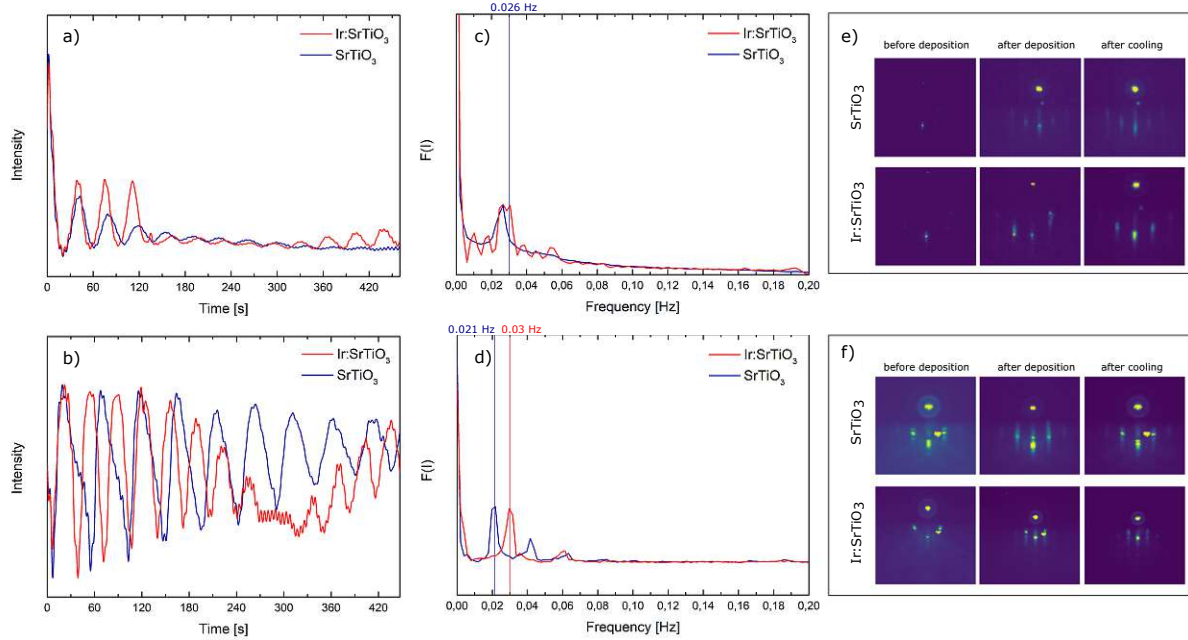 a)
Ir:SrTiO₃
SrTiO₃
Intensity
0 60 120 180 240 300 360 420
Time [s]
0.026 Hz
c)
Ir:SrTiO₃
SrTiO₃
F(I)
0,00 0,02 0,04 0,06 0,08 0,10 0,12 0,14 0,16 0,18 0,20
Frequency [Hz]
e)
before deposition after deposition after cooling
SrTiO₃
Ir:SrTiO₃
b)
Ir:SrTiO₃
SrTiO₃
Intensity
0 60 120 180 240 300 360 420
Time [s]
0.021 Hz 0.03 Hz
d)
Ir:SrTiO₃
SrTiO₃
F(I)
0,00 0,02 0,04 0,06 0,08 0,10 0,12 0,14 0,16 0,18 0,20
Frequency [Hz]
f)
before deposition after deposition after cooling
SrTiO₃
Ir:SrTiO₃